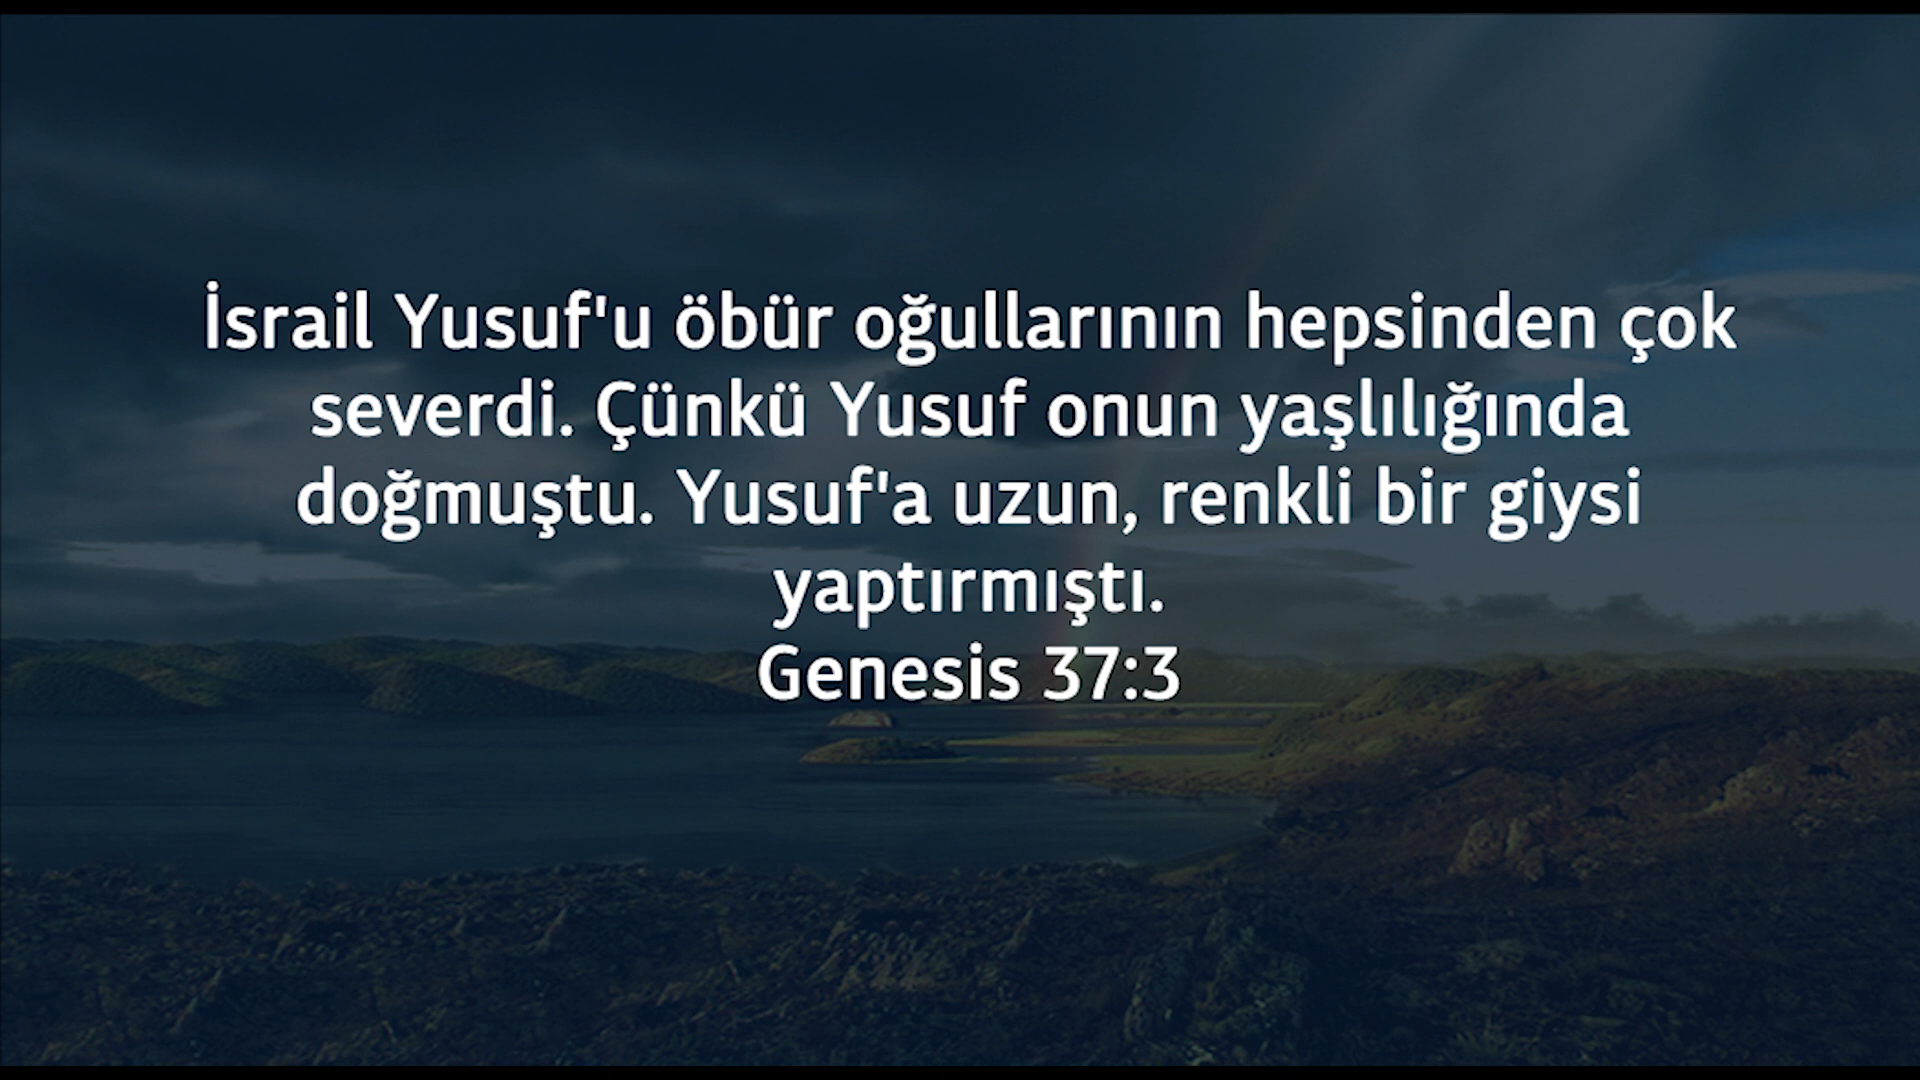 İsrail Yusuf'u öbür oğullarının hepsinden çok
severdi. Çünkü Yusuf onun yaşlılığında
doğmuştu. Yusuf'a uzun, renkli bir giysi
yaptırmıştı.
Genesis 37:3